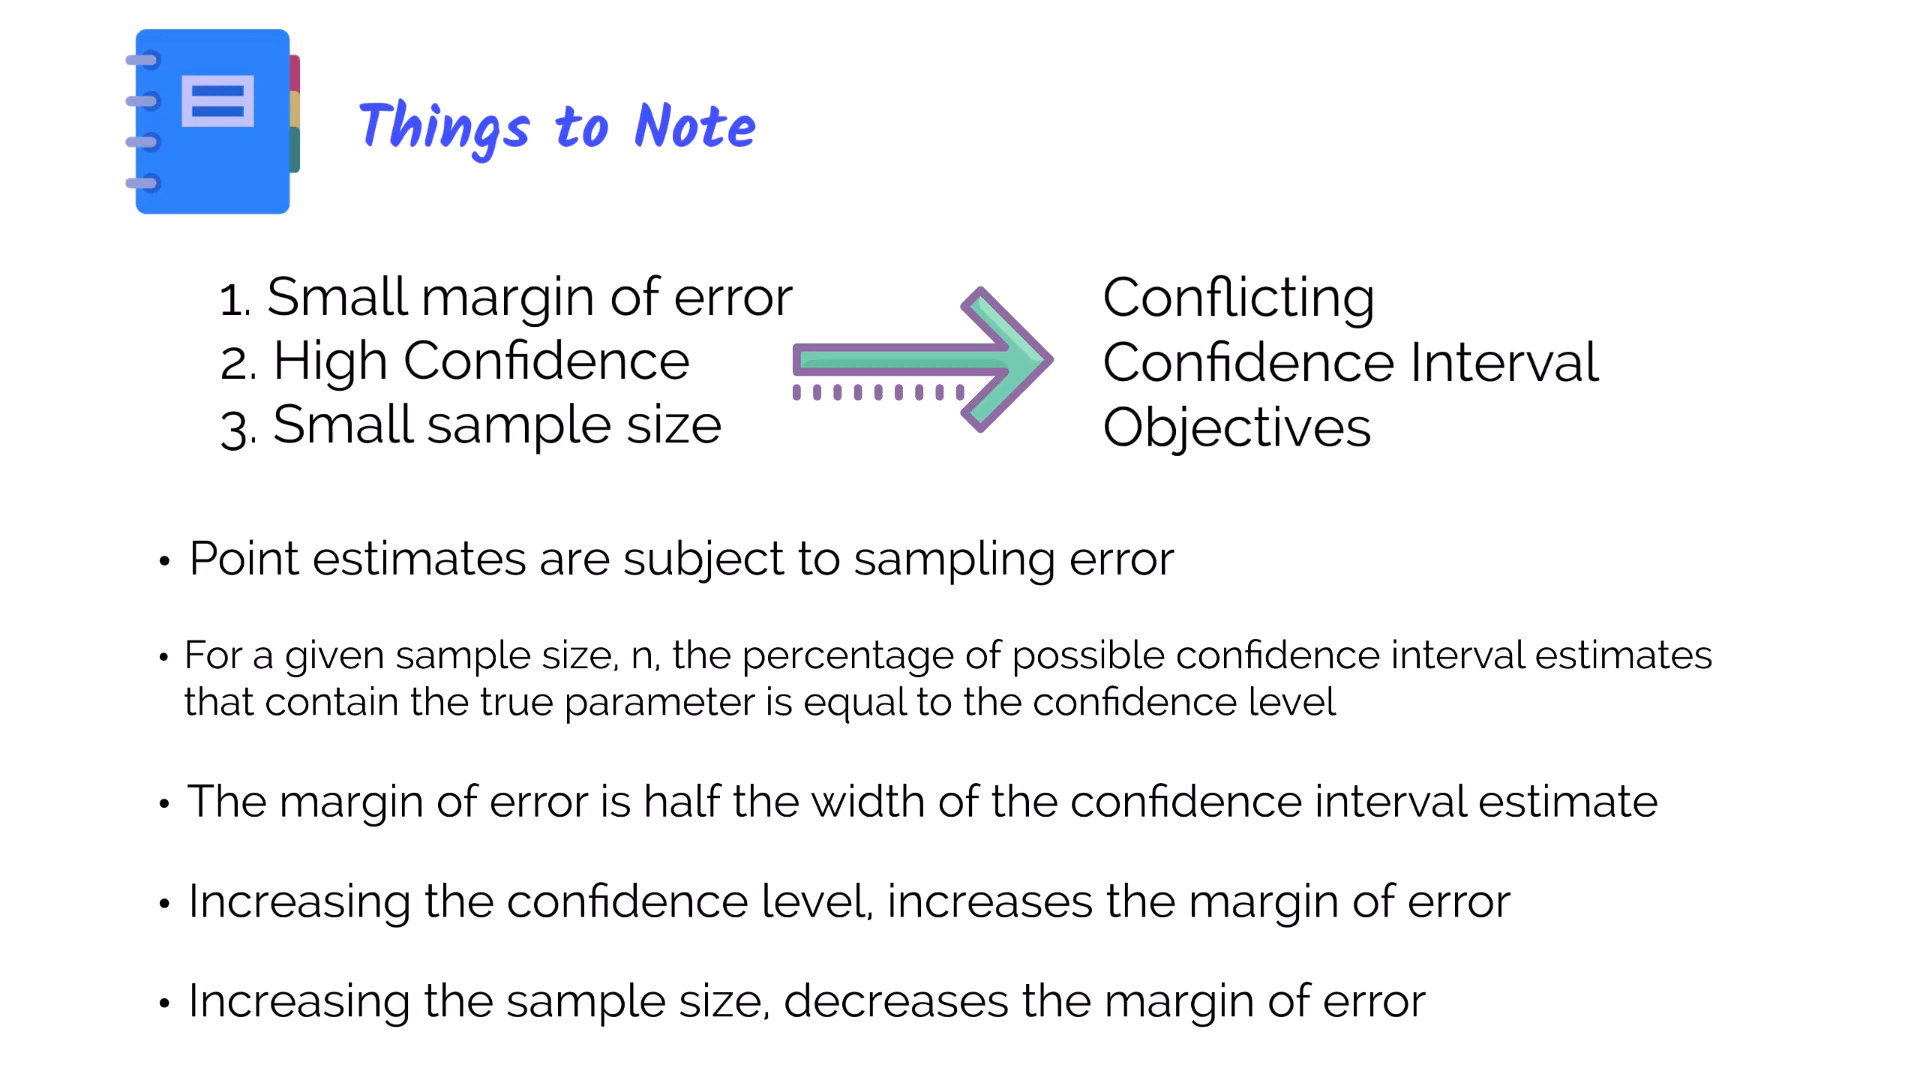 Things to Note
1. Small margin of error
2. High Confidence
3. Small sample size
Conflicting
Confidence Interval
Objectives
• Point estimates are subject to sampling error
• For a given sample size, n, the percentage of possible confidence interval estimates
that contain the true parameter is equal to the confidence level
• The margin of error is half the width of the confidence interval estimate
• Increasing the confidence level, increases the margin of error
• Increasing the sample size, decreases the margin of error